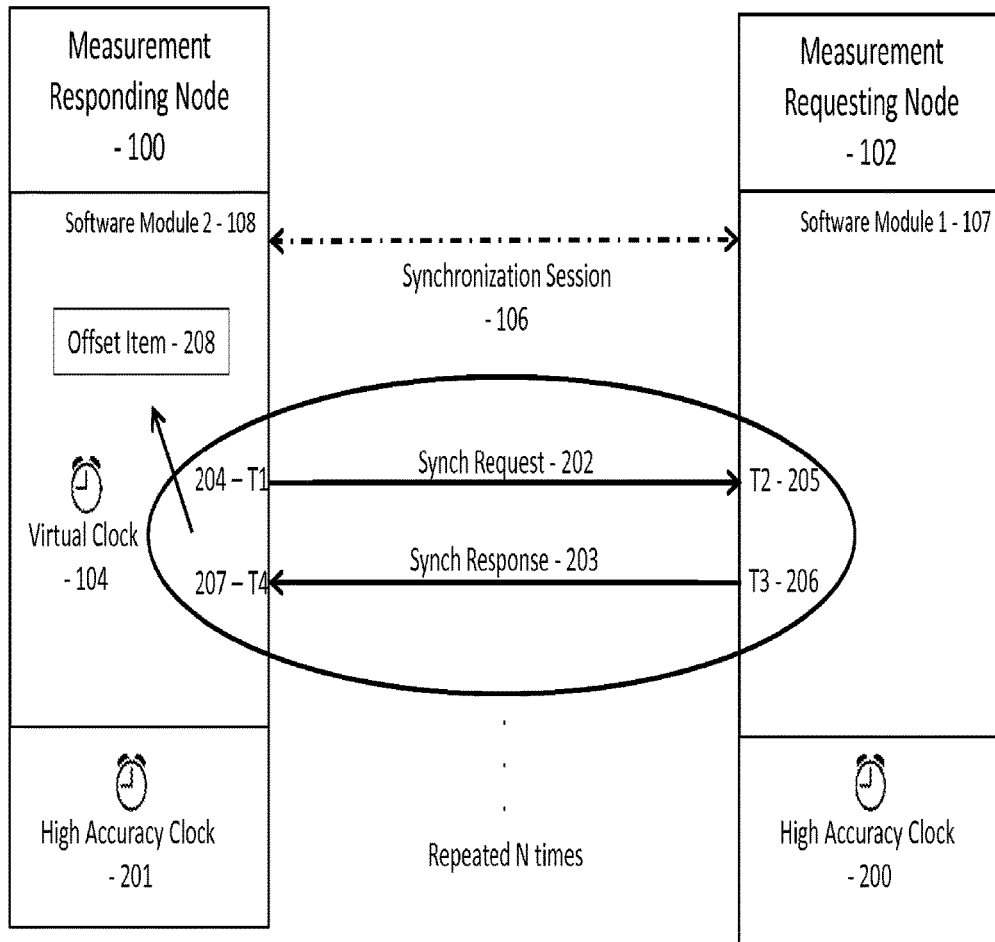 Measurement
Responding Node
- 100
Measurement
Requesting Node
- 102
Software Module 2 - 108
Software Module 1 - 107
Synchronization Session
- 106
Offset Item - 208
204 – T1
Synch Request - 202
T2 - 205
Virtual Clock
- 104
207 – T4
Synch Response - 203
T3 - 206
High Accuracy Clock
- 201
.
.
.
Repeated N times
High Accuracy Clock
- 200